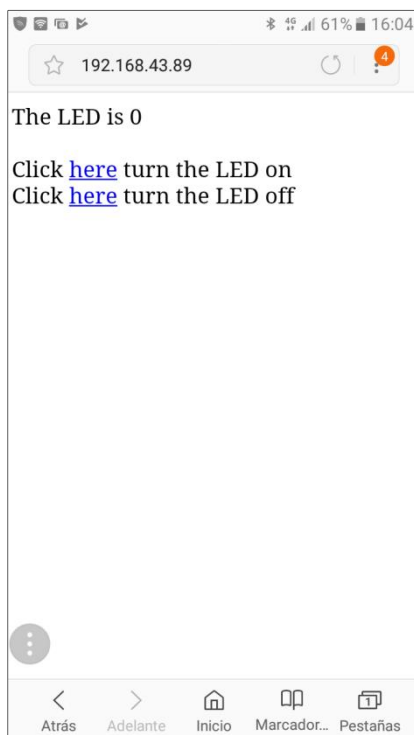 4G 61% 16:04
192.168.43.89
4
The LED is 0
Click here turn the LED on
Click here turn the LED off
1
Atrás Adelante Inicio Marcador... Pestañas